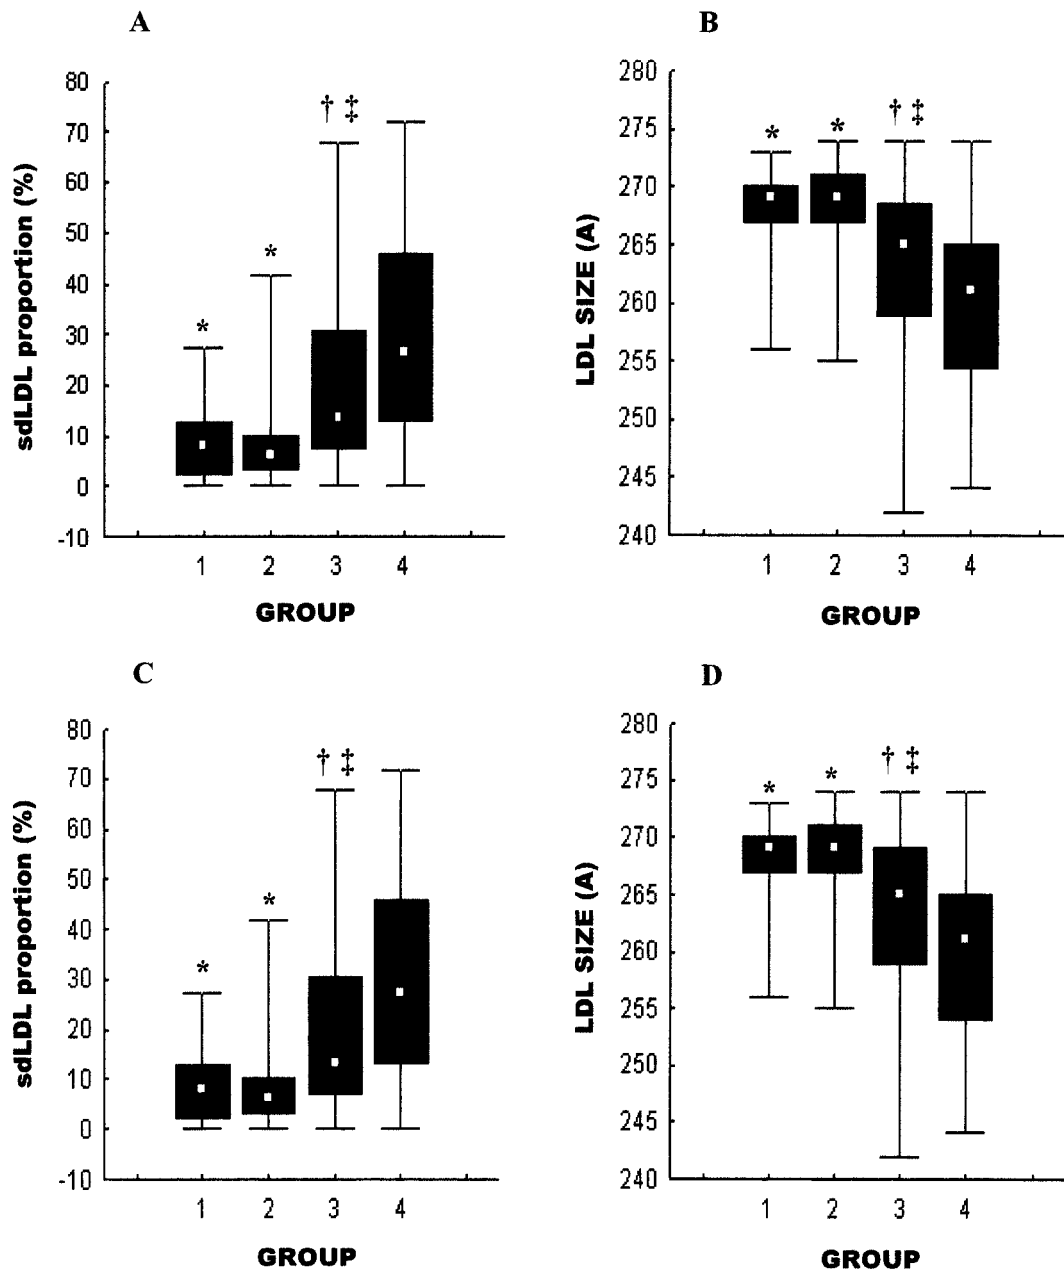 A
sdLDL proportion (%)
80
70
60
50
40
30
20
10
0
-10
* * † ‡
1 2 3 4
GROUP
B
LDL SIZE (A)
280
275
270
265
260
255
250
245
240
* * † ‡
1 2 3 4
GROUP
C
sdLDL proportion (%)
80
70
60
50
40
30
20
10
0
-10
* * † ‡
1 2 3 4
GROUP
D
LDL SIZE (A)
280
275
270
265
260
255
250
245
240
* * † ‡
1 2 3 4
GROUP